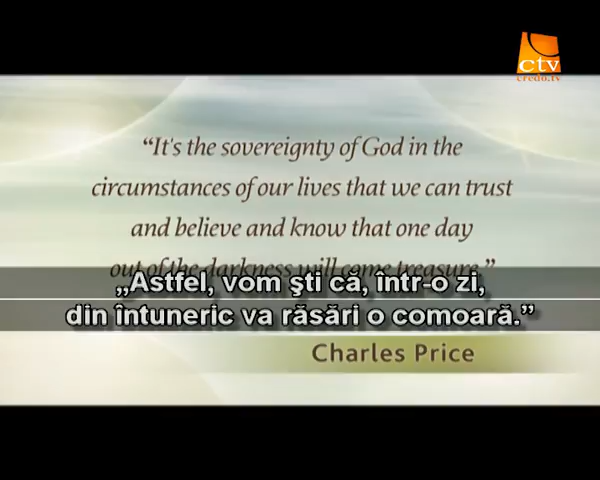 ctv
credo.tv
“It's the sovereignty of God in the
circumstances of our lives that we can trust
and believe and know that one day
out of the darkness will come treasure.”
„Astfel, vom şti că, într-o zi,
din întuneric va răsări o comoară.”
Charles Price